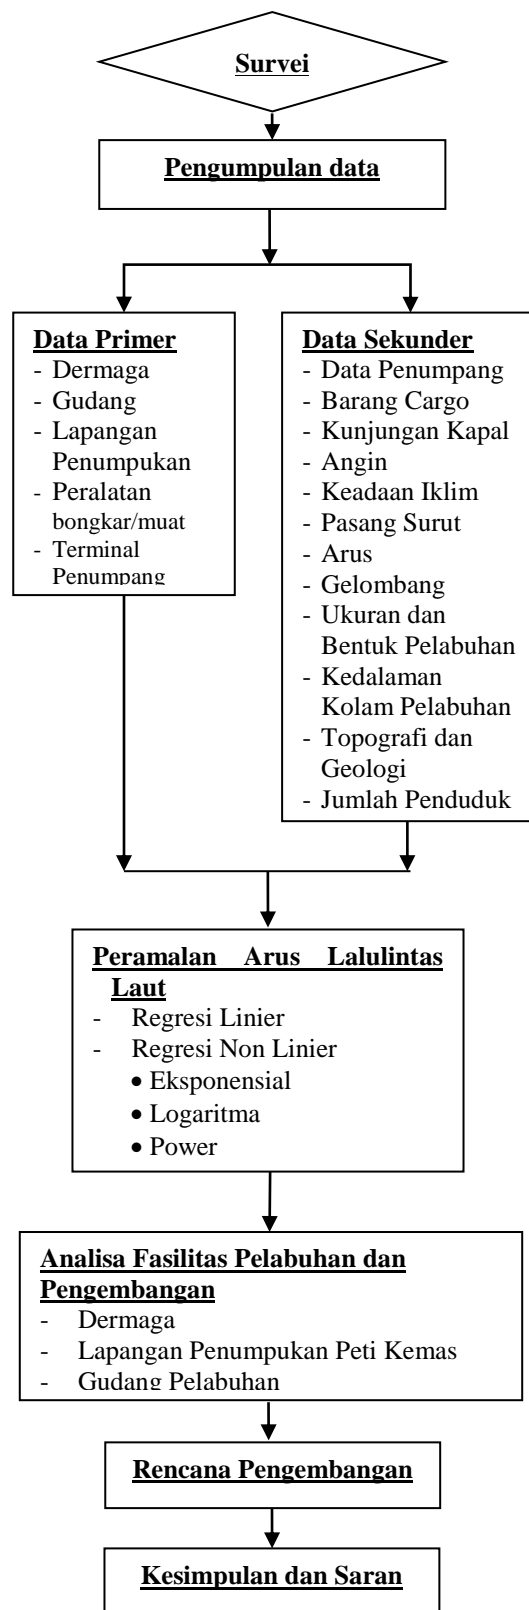 Survei
Pengumpulan data
Data Primer
- Dermaga
- Gudang
- Lapangan
Penumpukan
- Peralatan
bongkar/muat
- Terminal
Penumpang
Data Sekunder
- Data Penumpang
- Barang Cargo
- Kunjungan Kapal
- Angin
- Keadaan Iklim
- Pasang Surut
- Arus
- Gelombang
- Ukuran dan
Bentuk Pelabuhan
- Kedalaman
Kolam Pelabuhan
- Topografi dan
Geologi
- Jumlah Penduduk
Peramalan Arus Lalulintas
Laut
- Regresi Linier
- Regresi Non Linier
• Eksponensial
• Logaritma
• Power
Analisa Fasilitas Pelabuhan dan
Pengembangan
- Dermaga
- Lapangan Penumpukan Peti Kemas
- Gudang Pelabuhan
Rencana Pengembangan
Kesimpulan dan Saran